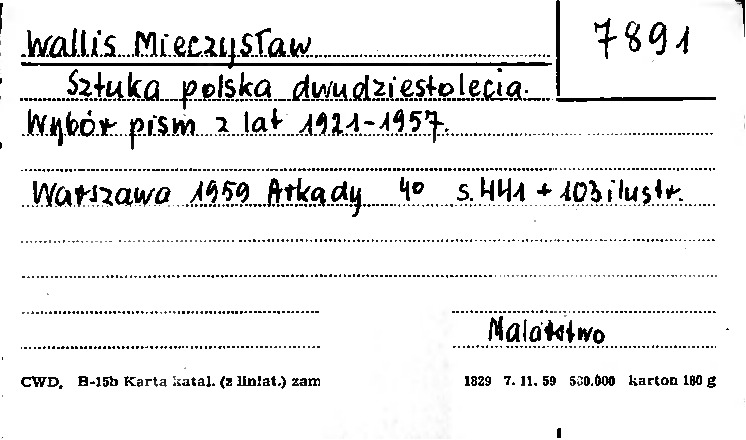 Wallis Mieczysław
7891
Sztuka polska dwudziestolecia.
Wybór pism z lat 1921-1957.
Warszawa 1959 Arkady 4° s. 441 + 103 ilustr.
Malarstwo
CWD, B-15b Karta katal. (z liniat.) zam 1829 7. 11. 59 500.000 karton 180 g